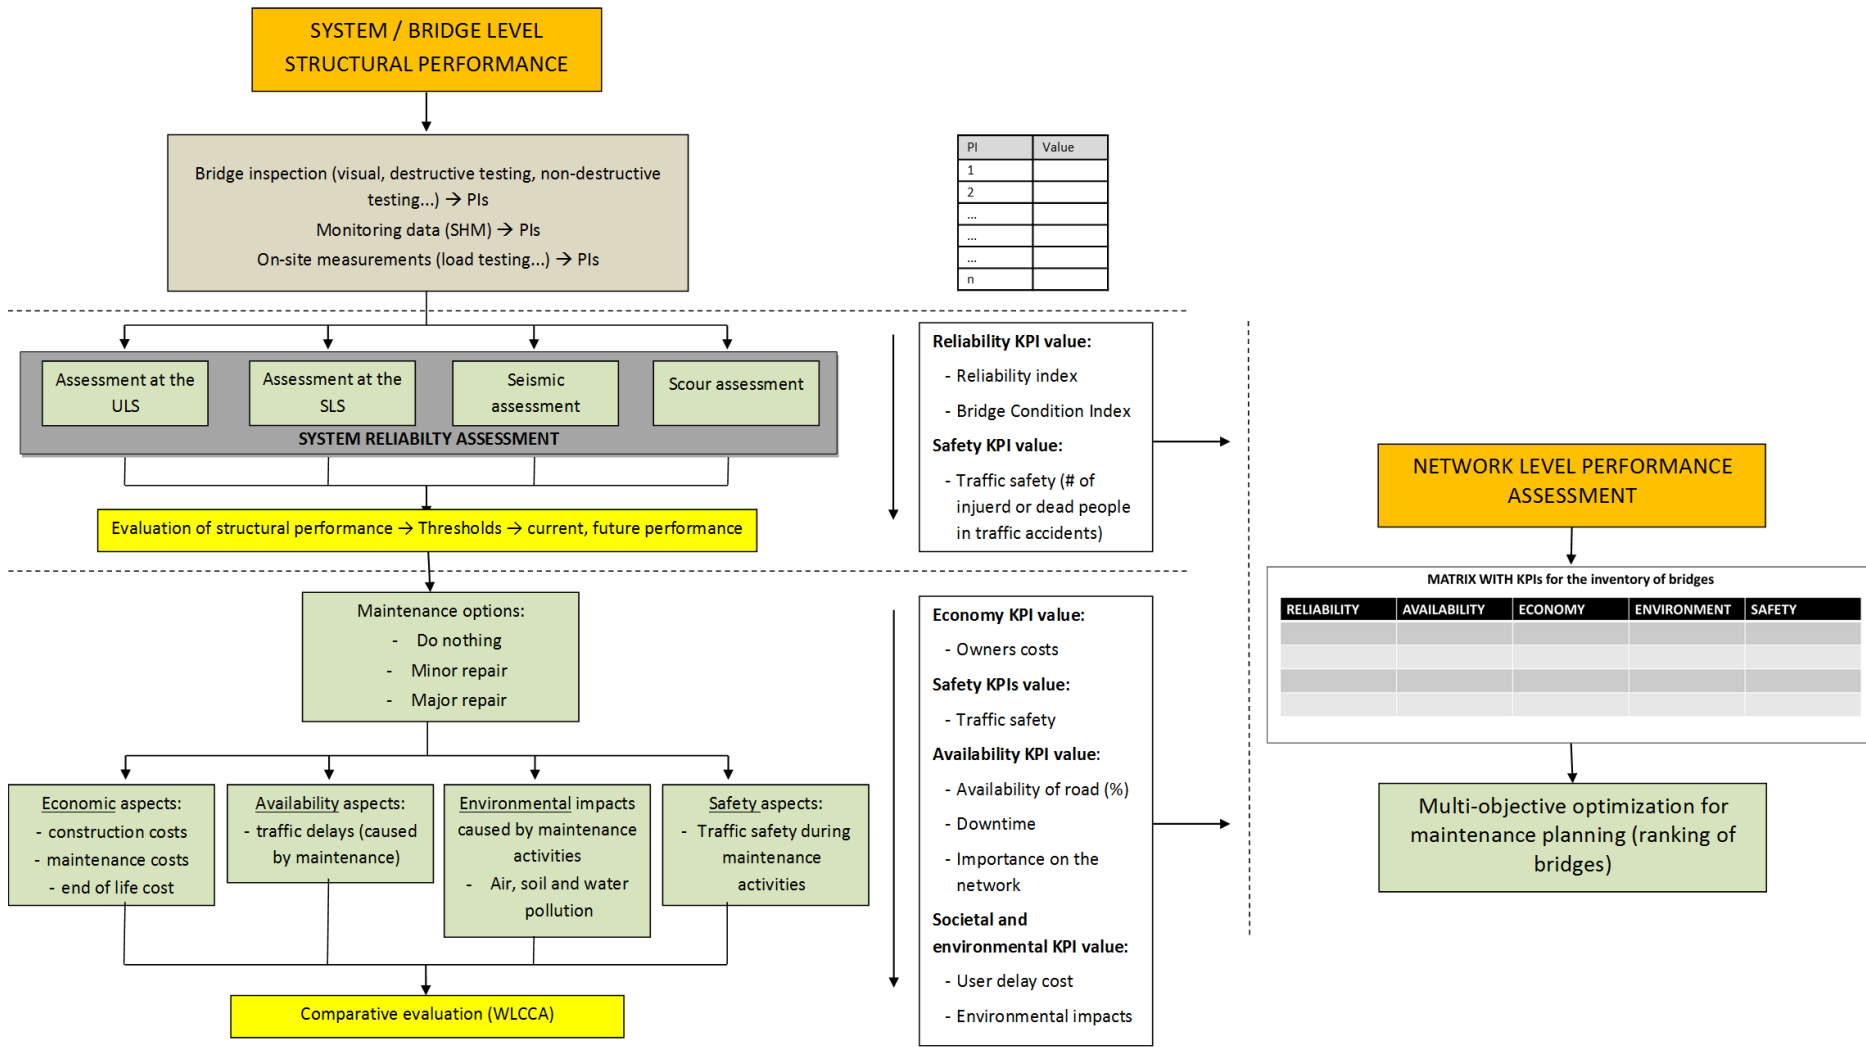 SYSTEM / BRIDGE LEVEL
STRUCTURAL PERFORMANCE
Bridge inspection (visual, destructive testing, non-destructive
testing...) → PIs
Monitoring data (SHM) → PIs
On-site measurements (load testing...) → PIs
PI Value
1
2
...
...
...
n
Assessment at the
ULS
Assessment at the
SLS
Seismic
assessment
Scour assessment
SYSTEM RELIABILTY ASSESSMENT
Evaluation of structural performance → Thresholds → current, future performance
Reliability KPI value:
- Reliability index
- Bridge Condition Index
Safety KPI value:
- Traffic safety (# of
injuerd or dead people
in traffic accidents)
Maintenance options:
- Do nothing
- Minor repair
- Major repair
Economic aspects:
- construction costs
- maintenance costs
- end of life cost
Availability aspects:
- traffic delays (caused
by maintenance)
Environmental impacts
caused by maintenance
activities
- Air, soil and water
pollution
Safety aspects:
- Traffic safety during
maintenance
activities
Comparative evaluation (WLCCA)
Economy KPI value:
- Owners costs
Safety KPIs value:
- Traffic safety
Availability KPI value:
- Availability of road (%)
- Downtime
- Importance on the
network
Societal and
environmental KPI value:
- User delay cost
- Environmental impacts
NETWORK LEVEL PERFORMANCE
ASSESSMENT
MATRIX WITH KPIs for the inventory of bridges
RELIABILITY AVAILABILITY ECONOMY ENVIRONMENT SAFETY
Multi-objective optimization for
maintenance planning (ranking of
bridges)